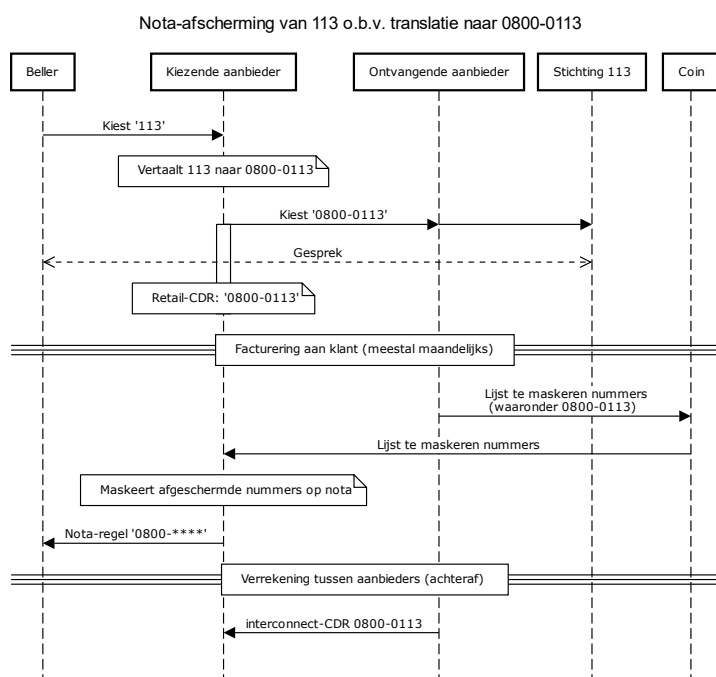 Nota-afscherming van 113 o.b.v. translatie naar 0800-0113
Beller
Kiezende aanbieder
Ontvangende aanbieder
Stichting 113
Coin
Kiest '113'
Vertaalt 113 naar 0800-0113
Kiest '0800-0113'
Gesprek
Retail-CDR: '0800-0113'
Facturering aan klant (meestal maandelijks)
Lijst te maskeren nummers
(waaronder 0800-0113)
Lijst te maskeren nummers
Maskeert afgeschermde nummers op nota
Nota-regel '0800-****'
Verrekening tussen aanbieders (achteraf)
interconnect-CDR 0800-0113